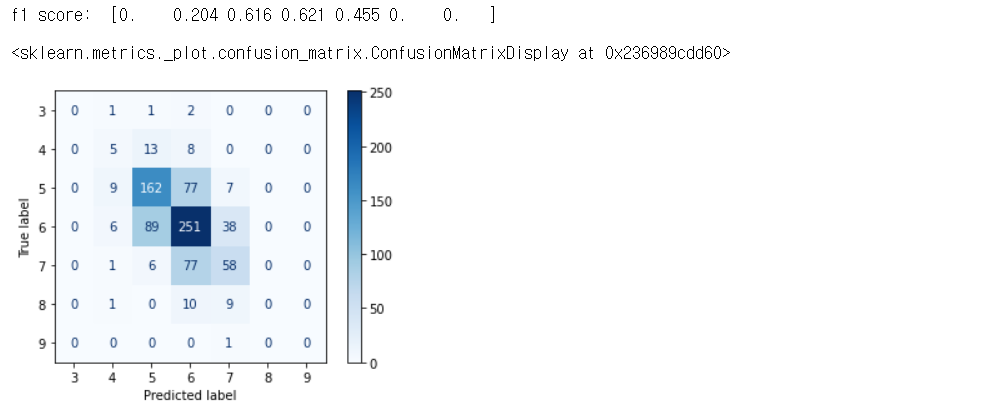 f1 score:  [0.    0.204 0.616 0.621 0.455 0.    0.   ]
<sklearn.metrics._plot.confusion_matrix.ConfusionMatrixDisplay at 0x236989cdd60>
3 0 1 1 2 0 0 0
4 0 5 13 8 0 0 0
5 0 9 162 77 7 0 0
6 0 6 89 251 38 0 0
7 0 1 6 77 58 0 0
8 0 1 0 10 9 0 0
9 0 0 0 0 1 0 0
3 4 5 6 7 8 9
Predicted label
True label
250
200
150
100
50
0